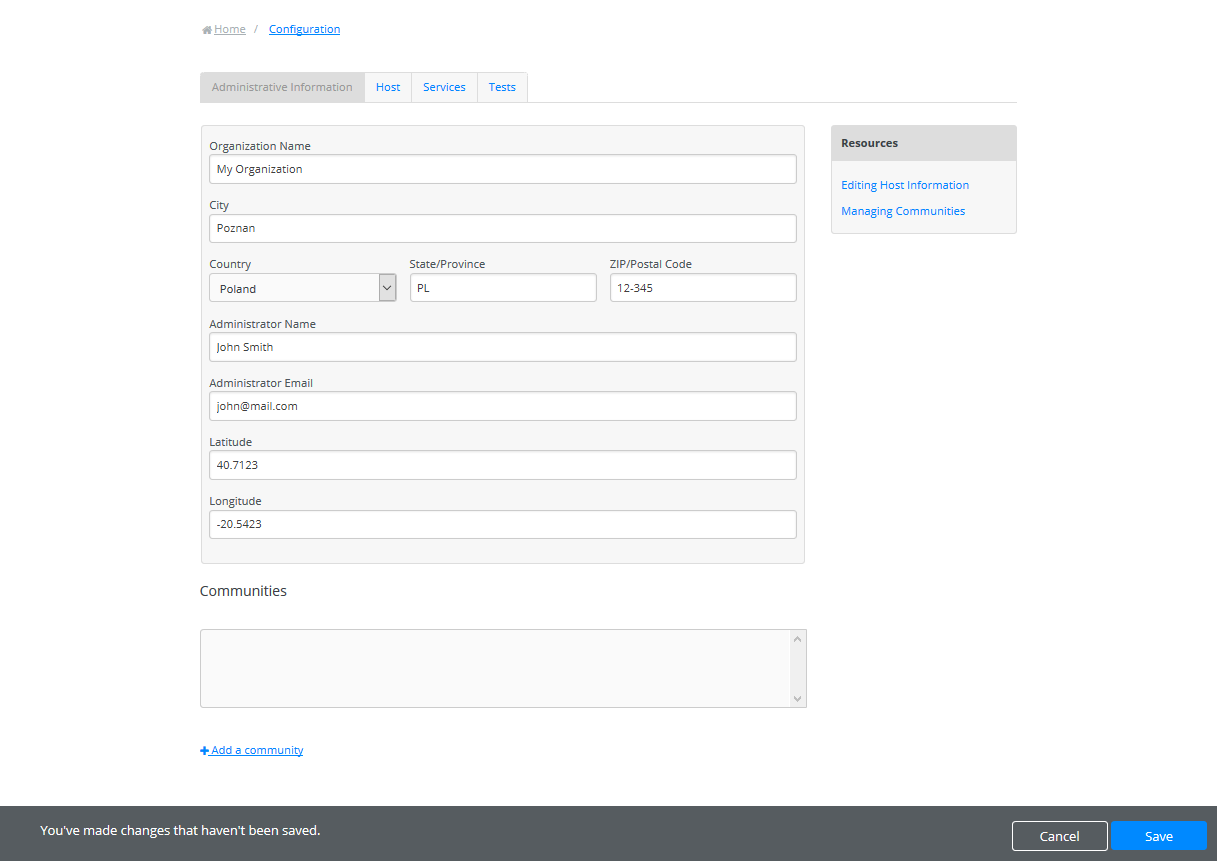 Home / Configuration
Administrative Information Host Services Tests
Organization Name
My Organization
City
Poznan
Country State/Province ZIP/Postal Code
Poland PL 12-345
Administrator Name
John Smith
Administrator Email
john@mail.com
Latitude
40.7123
Longitude
-20.5423
Resources
Editing Host Information
Managing Communities
Communities
Add a community
You've made changes that haven't been saved.
Cancel Save